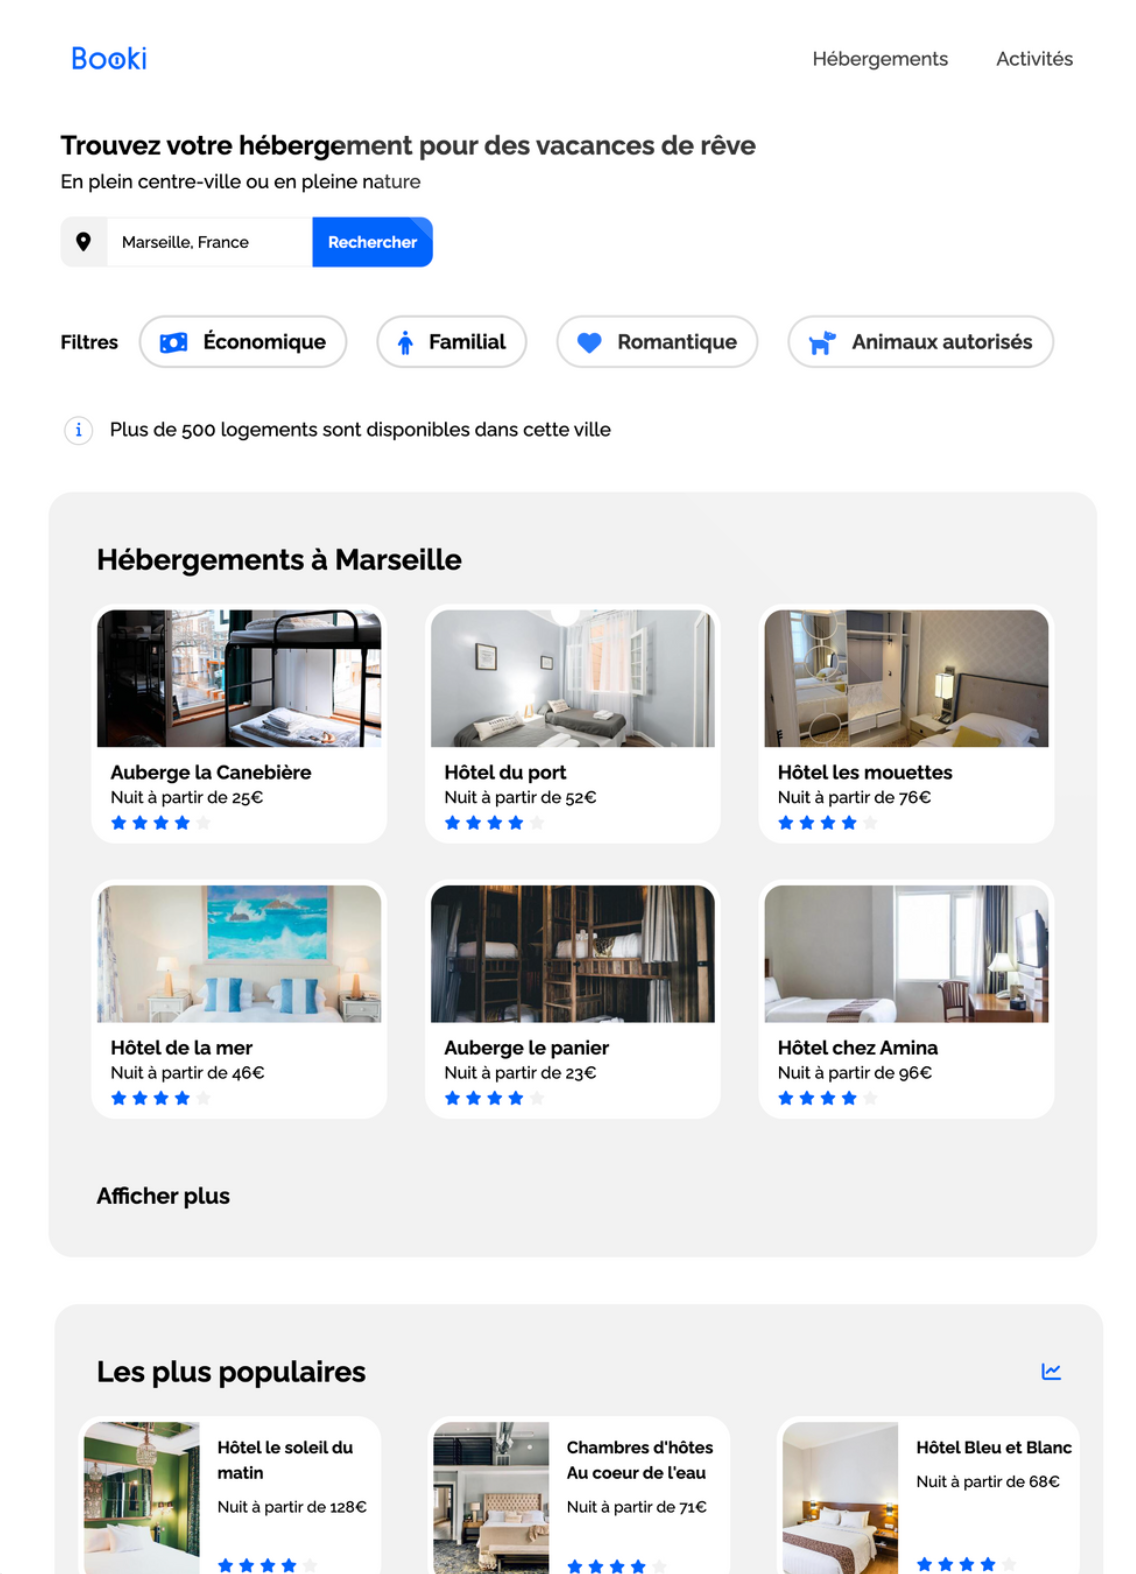 Booki
Hébergements
Activités
Trouvez votre hébergement pour des vacances de rêve
En plein centre-ville ou en pleine nature
Marseille, France
Rechercher
Filtres
Économique
Familial
Romantique
Animaux autorisés
i
Plus de 500 logements sont disponibles dans cette ville
Hébergements à Marseille
Auberge la Canebière
Nuit à partir de 25€
Hôtel du port
Nuit à partir de 52€
Hôtel les mouettes
Nuit à partir de 76€
Hôtel de la mer
Nuit à partir de 46€
Auberge le panier
Nuit à partir de 23€
Hôtel chez Amina
Nuit à partir de 96€
Afficher plus
Les plus populaires
Hôtel le soleil du
matin
Nuit à partir de 128€
Chambres d'hôtes
Au coeur de l'eau
Nuit à partir de 71€
Hôtel Bleu et Blanc
Nuit à partir de 68€